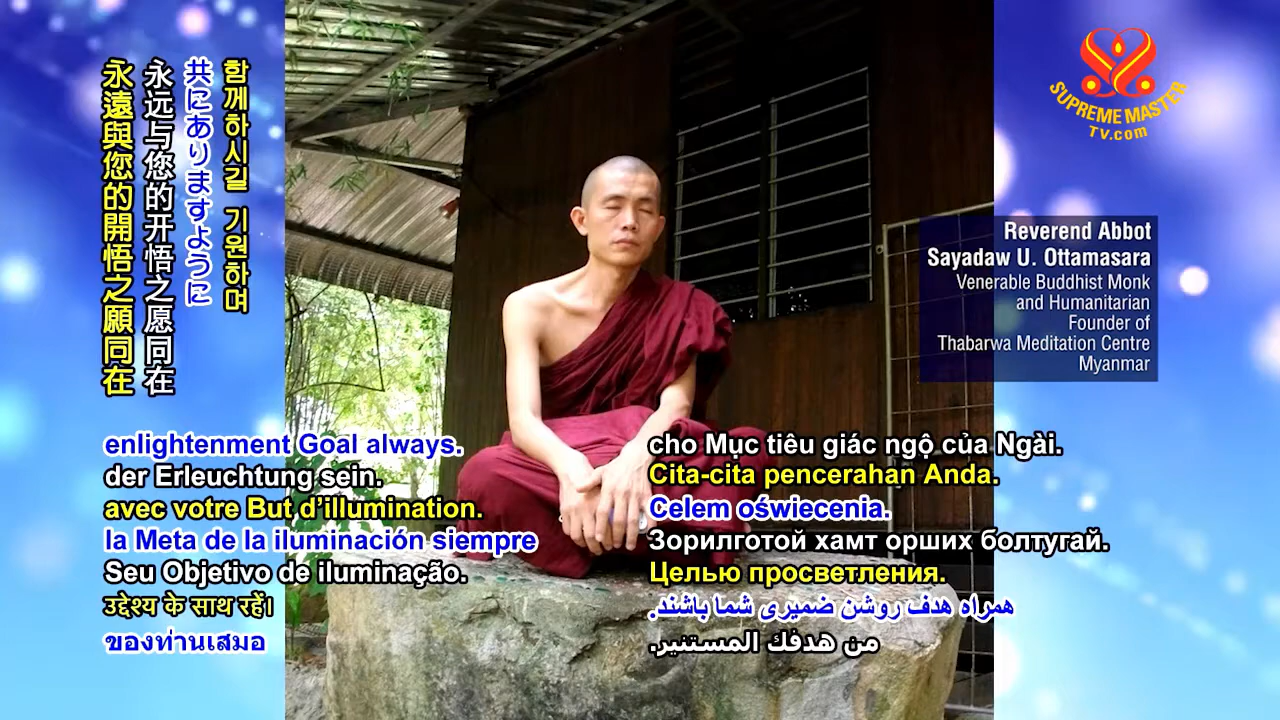 함께하시길 기원하며
共にありますように
永远与您的开悟之愿同在
永遠與您的開悟之願同在
SUPREME MASTER
TV.com
Reverend Abbot
Sayadaw U. Ottamasara
Venerable Buddhist Monk
and Humanitarian
Founder of
Thabarwa Meditation Centre
Myanmar
enlightenment Goal always.
der Erleuchtung sein.
avec votre But d’illumination.
la Meta de la iluminación siempre
Seu Objetivo de iluminação.
उद्देश्य के साथ रहें।
ของท่านเสมอ
cho Mục tiêu giác ngộ của Ngài.
Cita-cita pencerahan Anda.
Celem oświecenia.
Зорилготой хамт орших болтугай.
Целью просветления.
همراه هدف روشن ضمیری شما باشند.
من هدفك المستنير.